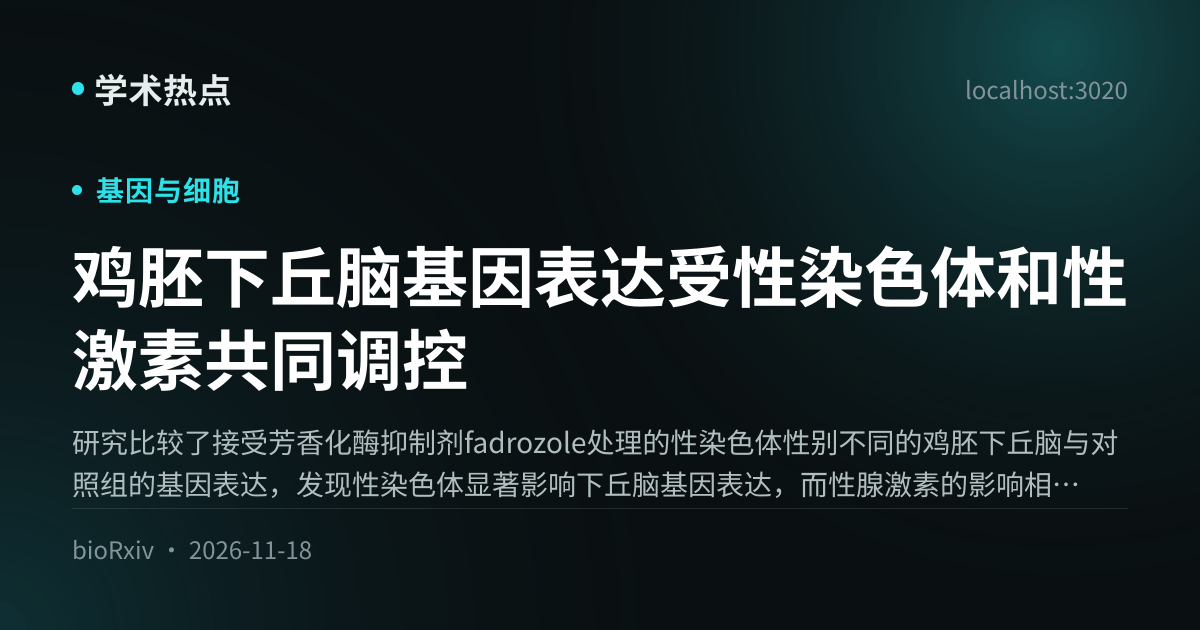 学术热点
localhost:3020
基因与细胞
鸡胚下丘脑基因表达受性染色体和性
激素共同调控
研究比较了接受芳香化酶抑制剂fadrozole处理的性染色体性别不同的鸡胚下丘脑与对
照组的基因表达，发现性染色体显著影响下丘脑基因表达，而性腺激素的影响相…
bioRxiv • 2026-11-18